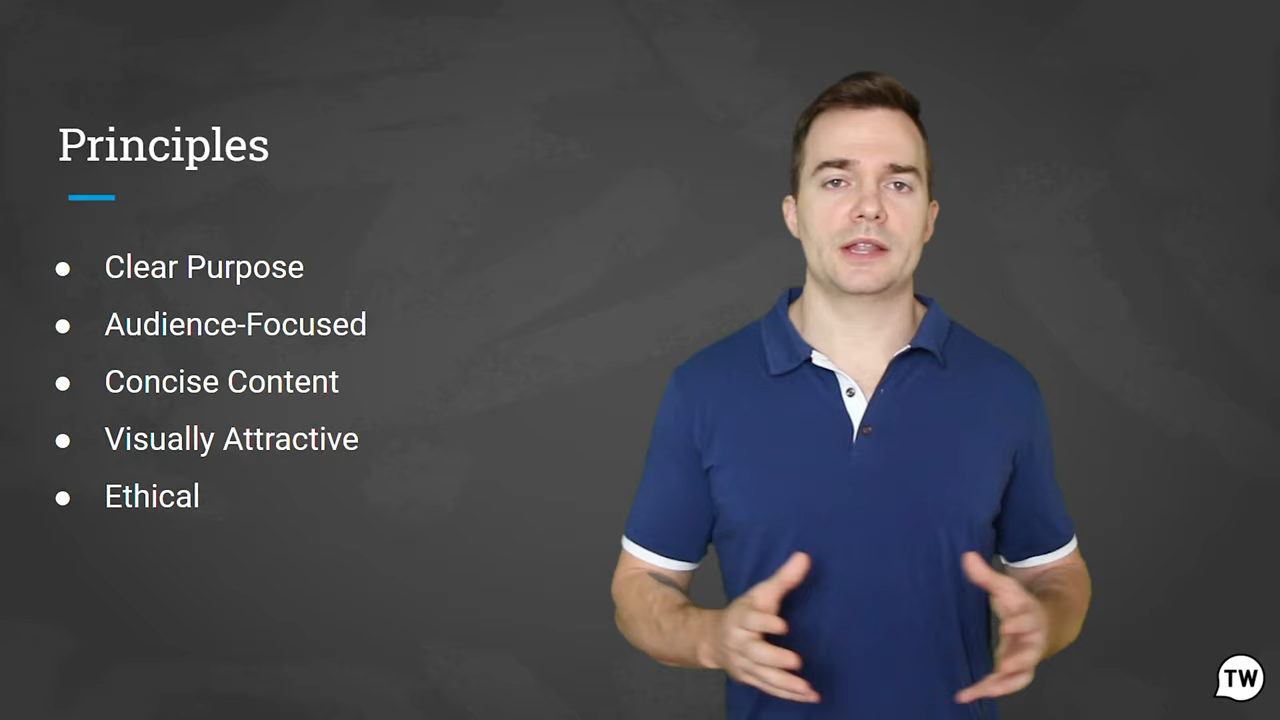 Principles
● Clear Purpose
● Audience-Focused
● Concise Content
● Visually Attractive
● Ethical
TW